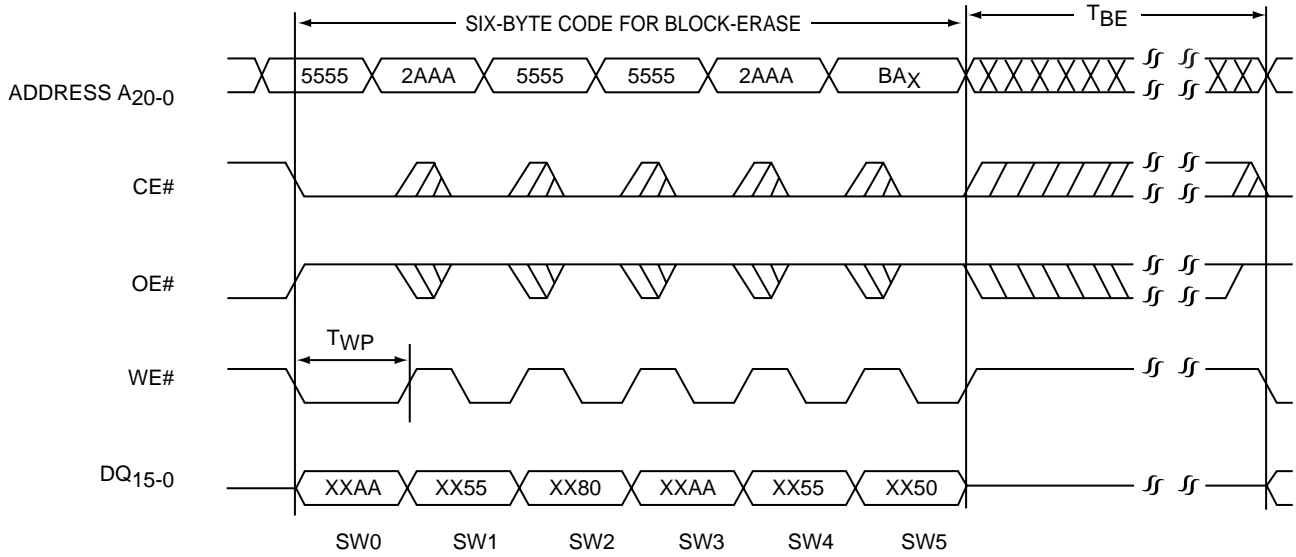 SIX-BYTE CODE FOR BLOCK-ERASE
TBE
ADDRESS A20-0
5555 2AAA 5555 5555 2AAA BAX
CE#
OE#
TWP
WE#
DQ15-0
XXAA XX55 XX80 XXAA XX55 XX50
SW0 SW1 SW2 SW3 SW4 SW5